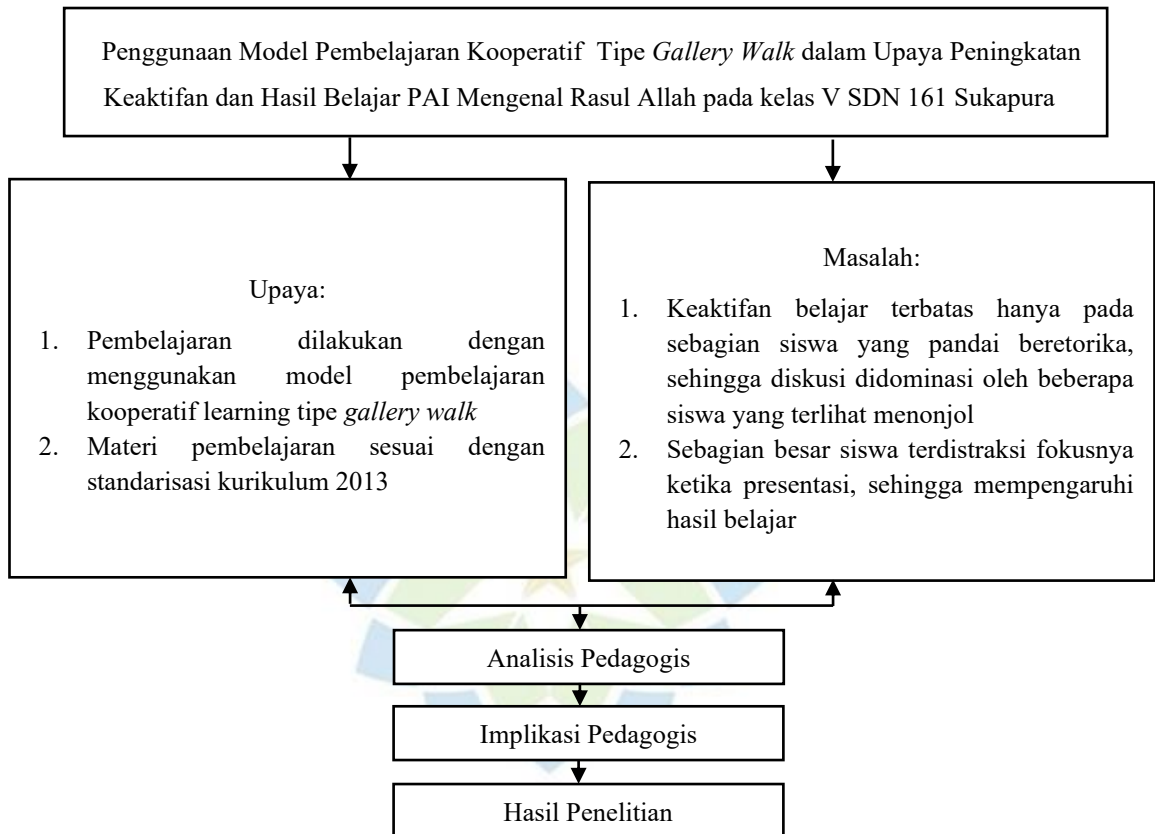 Penggunaan Model Pembelajaran Kooperatif Tipe Gallery Walk dalam Upaya Peningkatan
Keaktifan dan Hasil Belajar PAI Mengenal Rasul Allah pada kelas V SDN 161 Sukapura
Upaya:
1. Pembelajaran dilakukan dengan
menggunakan model pembelajaran
kooperatif learning tipe gallery walk
2. Materi pembelajaran sesuai dengan
standarisasi kurikulum 2013
Masalah:
1. Keaktifan belajar terbatas hanya pada
sebagian siswa yang pandai beretorika,
sehingga diskusi didominasi oleh beberapa
siswa yang terlihat menonjol
2. Sebagian besar siswa terdistraksi fokusnya
ketika presentasi, sehingga mempengaruhi
hasil belajar
Analisis Pedagogis
Implikasi Pedagogis
Hasil Penelitian